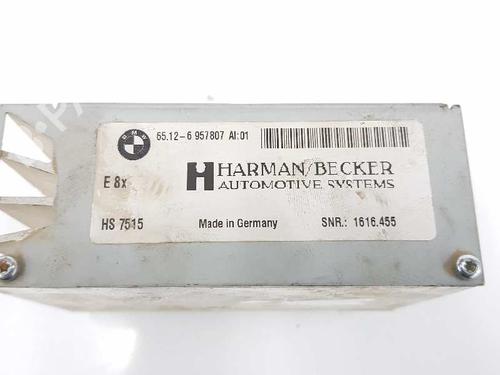 BMW
65.12-6 957807 AI:01
E 8x
H HARMAN/BECKER
AUTOMOTIVE SYSTEMS
HS 7515
Made in Germany
SNR.: 1616.455